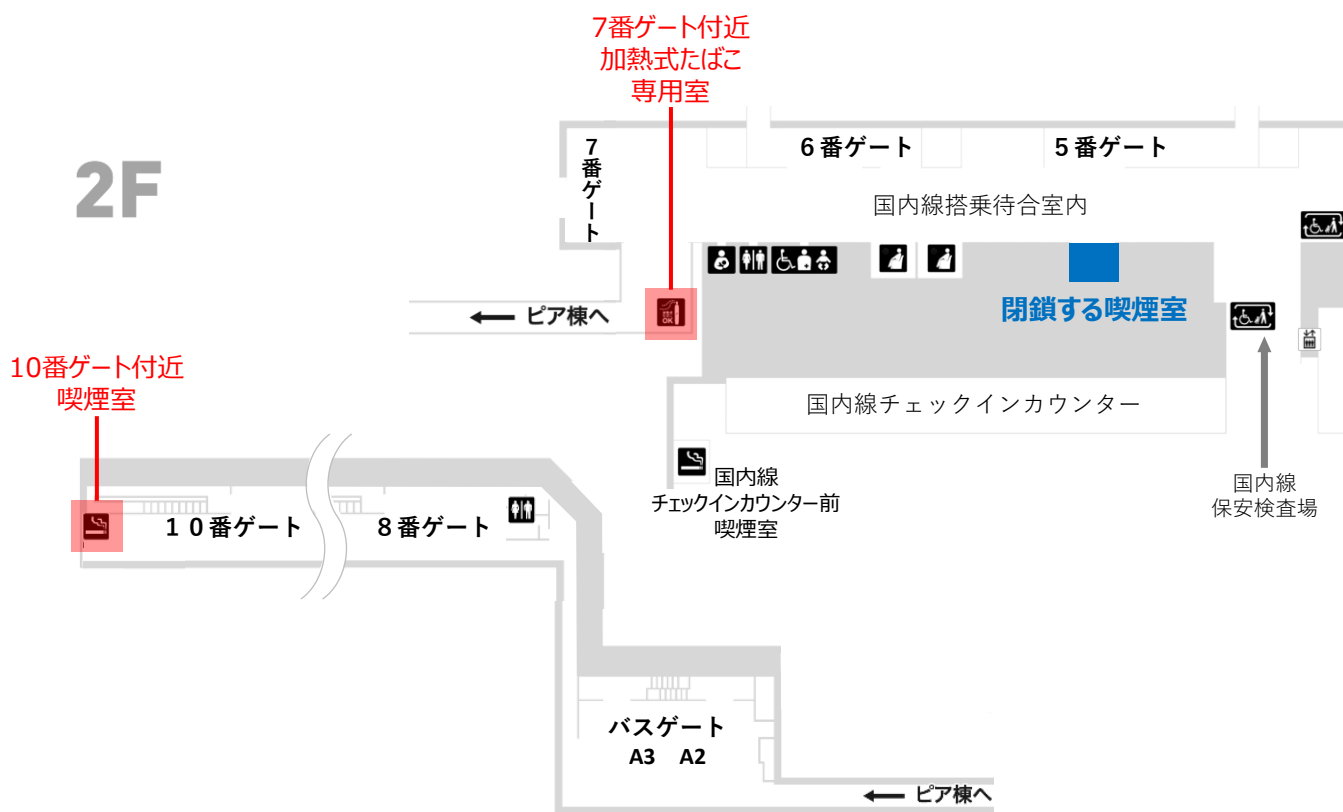 7番ゲート付近
加熱式たばこ
専用室
2F
7番ゲート
６番ゲート
５番ゲート
国内線搭乗待合室内
閉鎖する喫煙室
← ピア棟へ
OK
10番ゲート付近
喫煙室
国内線チェックインカウンター
国内線
チェックインカウンター前
喫煙室
国内線
保安検査場
１０番ゲート
８番ゲート
バスゲート
A3 A2
← ピア棟へ